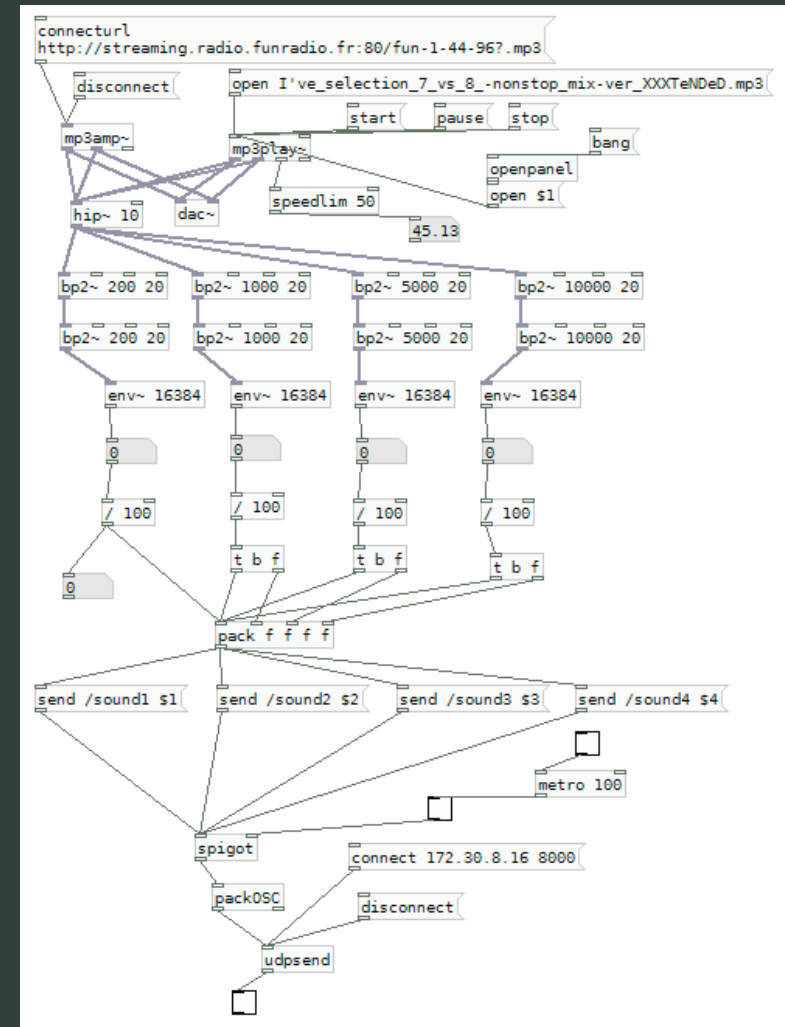 connecturl
http://streaming.radio.funradio.fr:80/fun-1-44-96?.mp3
disconnect
open I've_selection_7_vs_8_-nonstop_mix-ver_XXXTeNDeD.mp3
start
pause
stop
mp3amp~
mp3play~
bang
openpanel
open $1
speedlim 50
hip~ 10
dac~
45.13
bp2~ 200 20
bp2~ 1000 20
bp2~ 5000 20
bp2~ 10000 20
bp2~ 200 20
bp2~ 1000 20
bp2~ 5000 20
bp2~ 10000 20
env~ 16384
env~ 16384
env~ 16384
env~ 16384
0
0
0
0
/ 100
/ 100
/ 100
/ 100
t b f
t b f
t b f
0
pack f f f f
send /sound1 $1
send /sound2 $2
send /sound3 $3
send /sound4 $4
metro 100
spigot
connect 172.30.8.16 8000
packOSC
disconnect
udpsend